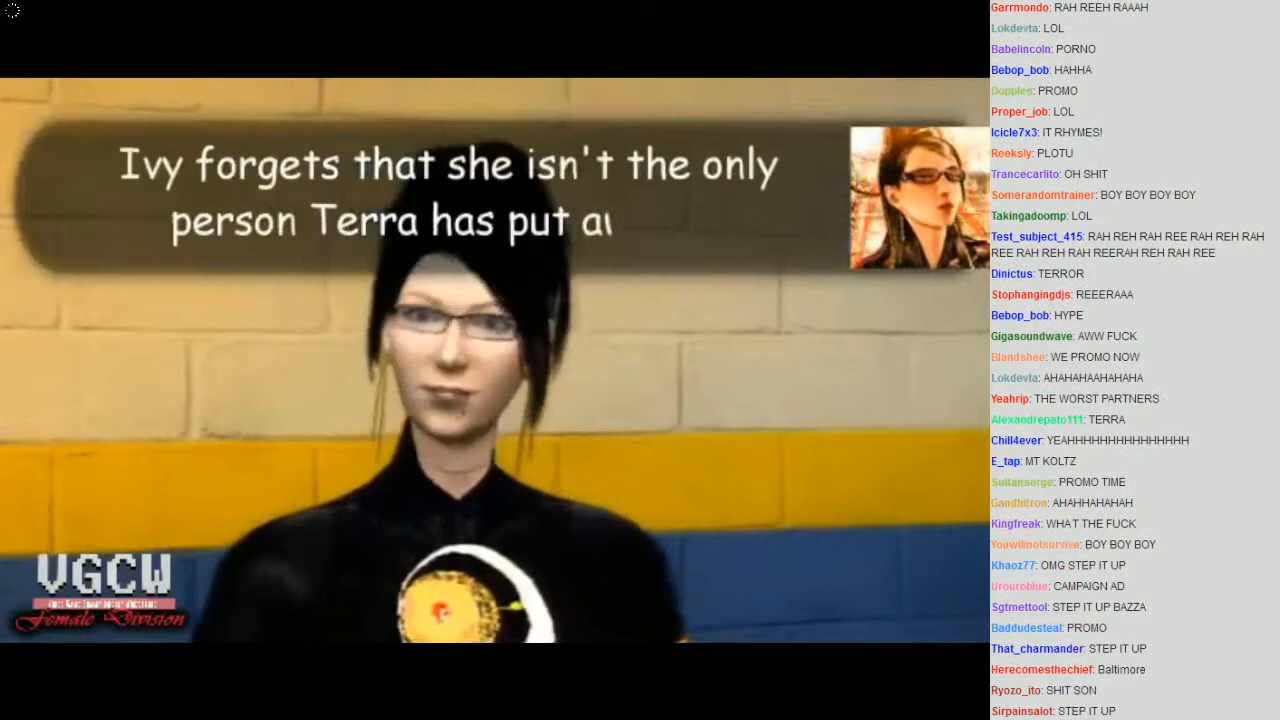 Ivy forgets that she isn't the only
person Terra has put
VGCW
Female Division
Garrmondo: RAH REEH RAAAH
Lokdevta: LOL
Babelincoln: PORNO
Bebop_bob: HAHHA
Dopples: PROMO
Proper_job: LOL
Icicle7x3: IT RHYMES!
Reeksly: PLOTU
Trancecarlito: OH SHIT
Somerandomtrainer: BOY BOY BOY BOY
Takingadoomp: LOL
Test_subject_415: RAH REH RAH REE RAH REH RAH
REE RAH REH RAH REERAH REH RAH REE
Dinictus: TERROR
Stophangingdjs: REEERAAA
Bebop_bob: HYPE
Gigasoundwave: AWW FUCK
Blandshee: WE PROMO NOW
Lokdevta: AHAHAHAAHAHAHA
Yeahrip: THE WORST PARTNERS
Alexandrepato111: TERRA
Chill4ever: YEAHHHHHHHHHHHHHHH
E_tap: MT KOLTZ
Sultansurge: PROMO TIME
Gandhitron: AHAHHAHAHAH
Kingfreak: WHAT THE FUCK
Youwillnotsurvive: BOY BOY BOY
Khaoz77: OMG STEP IT UP
Urouroblue: CAMPAIGN AD
Sgtmettool: STEP IT UP BAZZA
Baddudesteal: PROMO
That_charmander: STEP IT UP
Herecomesthechief: Baltimore
Ryozo_ito: SHIT SON
Sirpainsalot: STEP IT UP